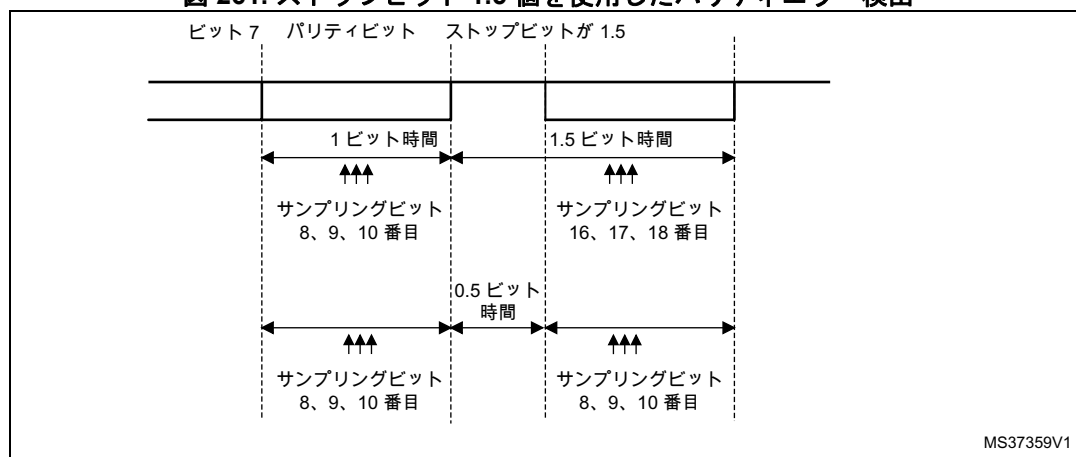 ビット 7 パリティビット ストップビットが 1.5
1 ビット時間 1.5 ビット時間
サンプリングビット サンプリングビット
8、9、10 番目 16、17、18 番目
0.5 ビット
時間
サンプリングビット サンプリングビット
8、9、10 番目 8、9、10 番目
MS37359V1